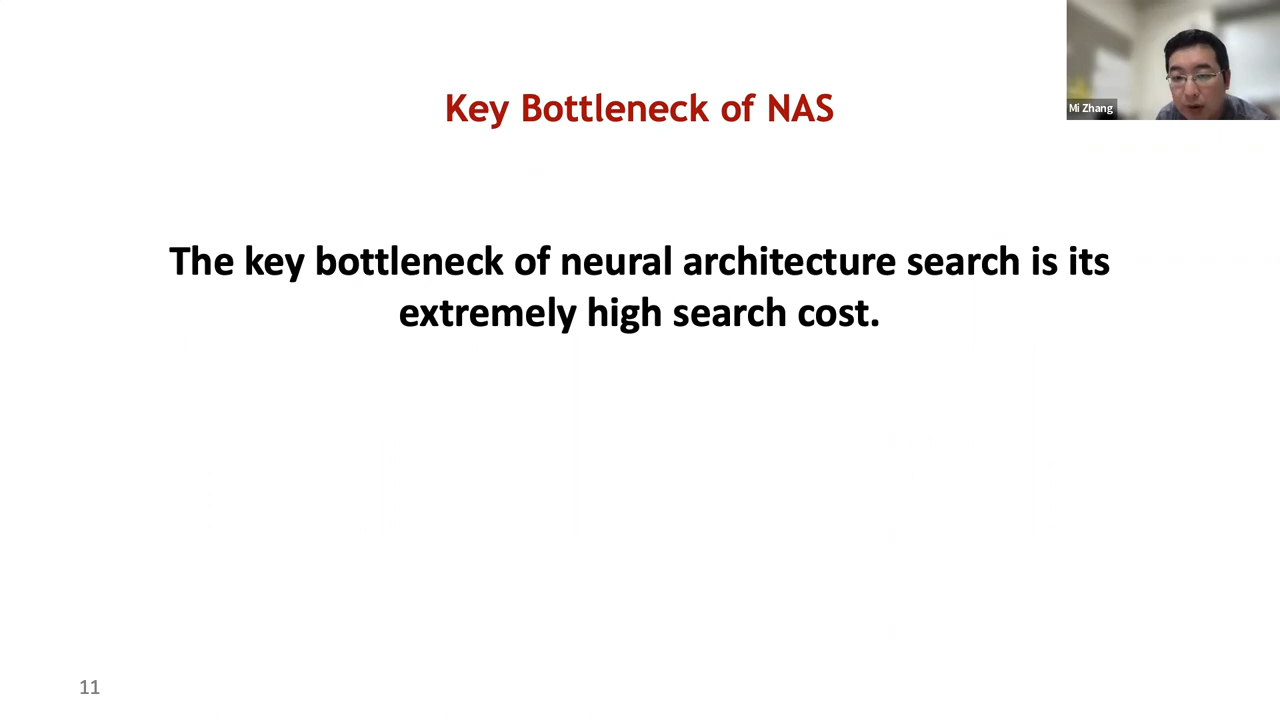 Key Bottleneck of NAS
Mi Zhang
The key bottleneck of neural architecture search is its
extremely high search cost.
11